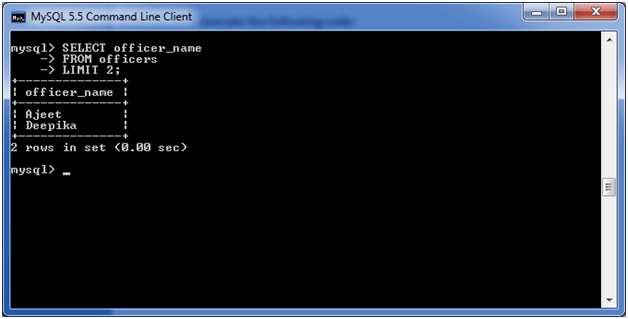 MySQL 5.5 Command Line Client
mysql> SELECT officer_name
    -> FROM officers
    -> LIMIT 2;
+--------------+
| officer_name |
+--------------+
| Ajeet        |
| Deepika      |
+--------------+
2 rows in set (0.00 sec)
mysql> _